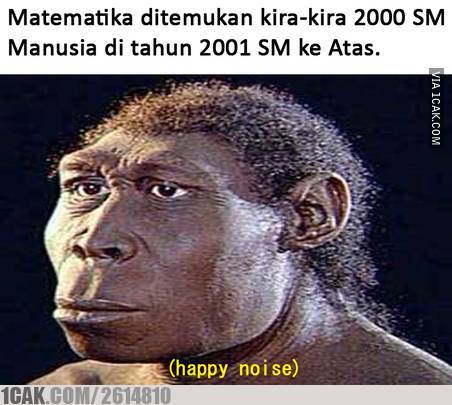 Matematika ditemukan kira-kira 2000 SM
Manusia di tahun 2001 SM ke Atas.
VIA 1CAK.COM
(happy noise)
1CAK.COM/2614810